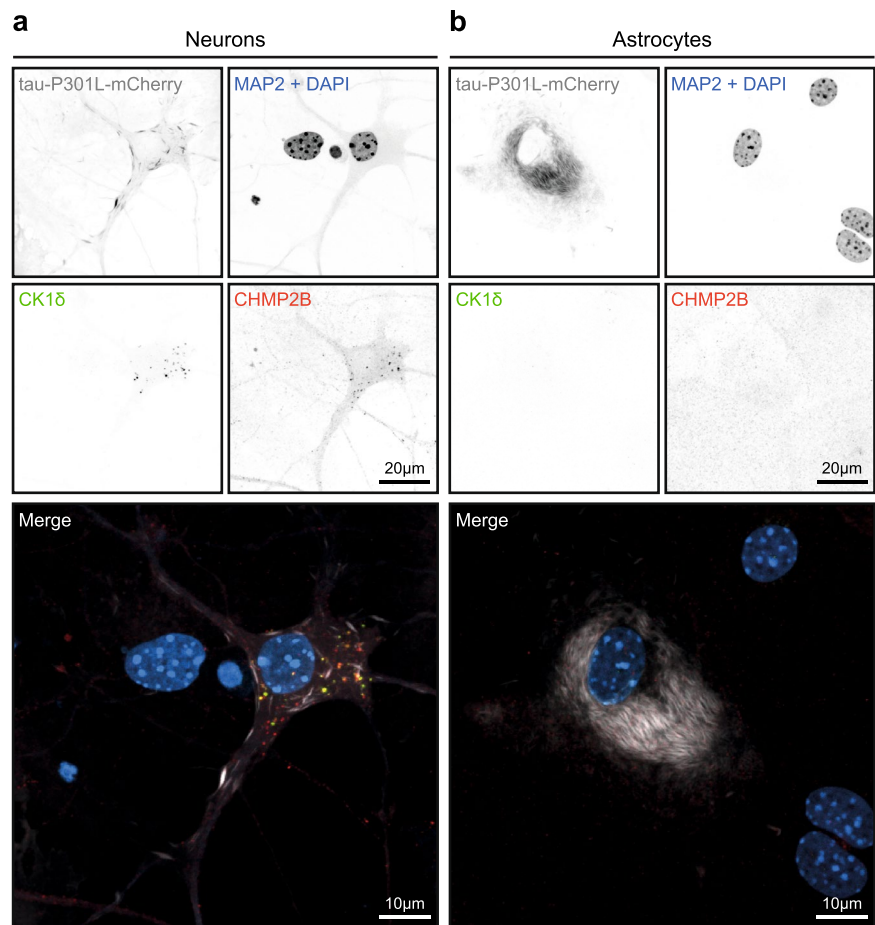 a
Neurons
tau-P301L-mCherry
MAP2 + DAPI
CK1δ
CHMP2B
20µm
Merge
10µm
b
Astrocytes
tau-P301L-mCherry
MAP2 + DAPI
CK1δ
CHMP2B
20µm
Merge
10µm